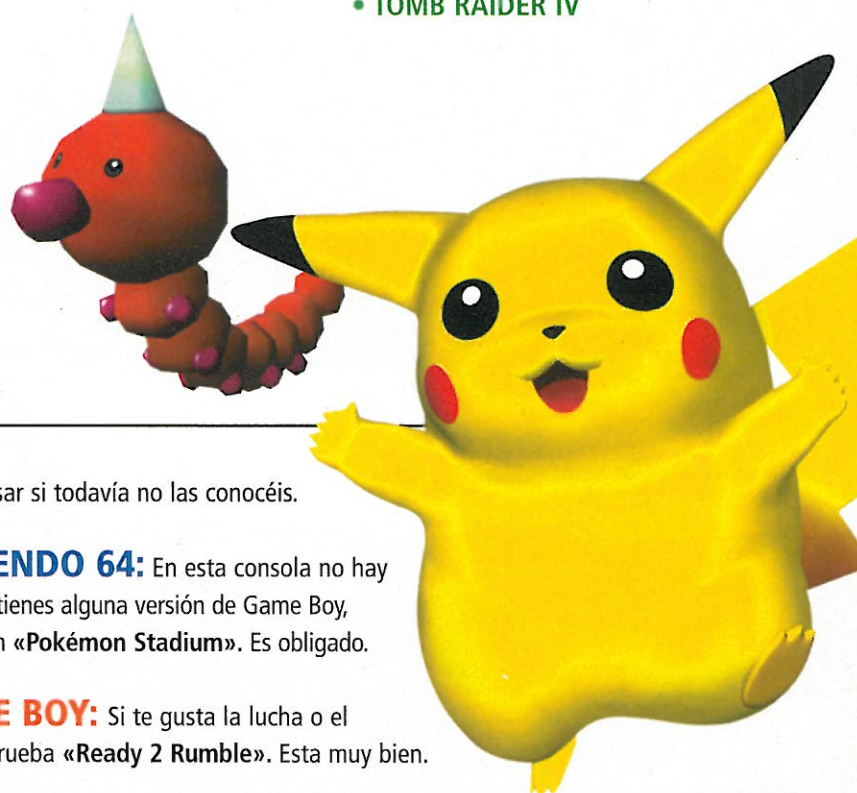 • TOMB RAIDER IV
sar si todavía no las conocéis.
ENDO 64: En esta consola no hay
tienes alguna versión de Game Boy,
n «Pokémon Stadium». Es obligado.
E BOY: Si te gusta la lucha o el
rueba «Ready 2 Rumble». Esta muy bien.